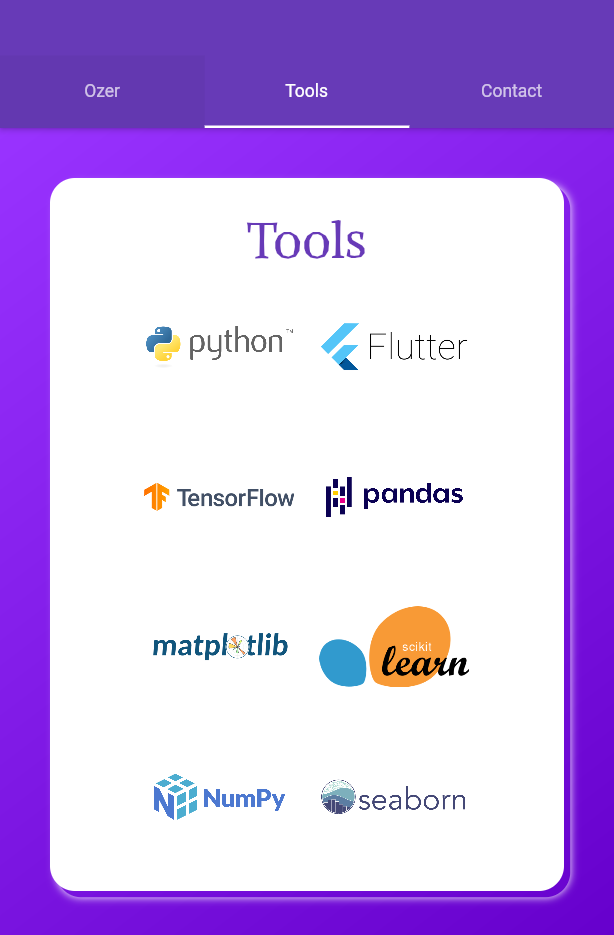 Ozer Tools Contact
Tools
python™ Flutter
TensorFlow pandas
matplotlib scikit learn
NumPy seaborn